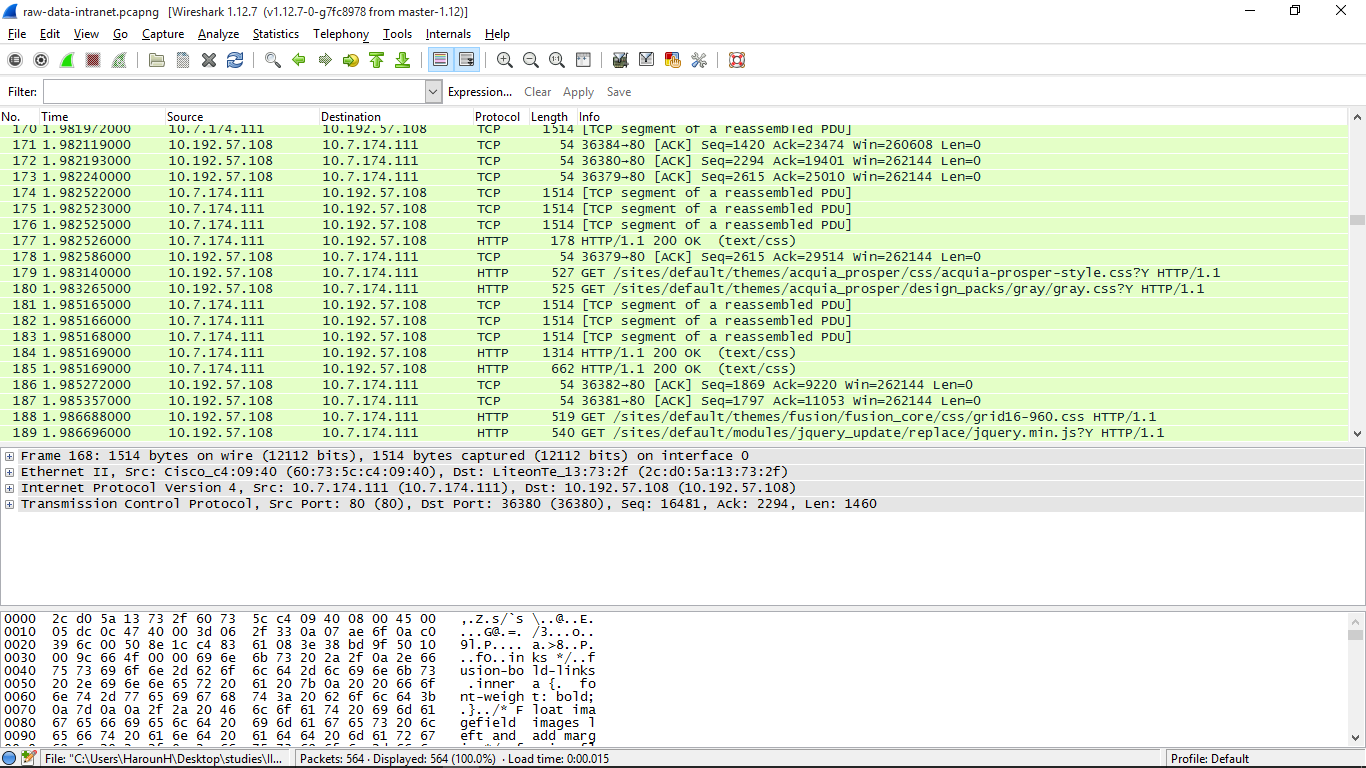 raw-data-intranet.pcapng [Wireshark 1.12.7 (v1.12.7-0-g7fc8978 from master-1.12)]
File Edit View Go Capture Analyze Statistics Telephony Tools Internals Help
Filter: Expression... Clear Apply Save
No. Time Source Destination Protocol Length Info
170 1.981972000 10.7.174.111 10.192.57.108 TCP 1514 [TCP segment of a reassembled PDU]
171 1.982119000 10.192.57.108 10.7.174.111 TCP 54 36384→80 [ACK] Seq=1420 Ack=23474 Win=260608 Len=0
172 1.982193000 10.192.57.108 10.7.174.111 TCP 54 36380→80 [ACK] Seq=2294 Ack=19401 Win=262144 Len=0
173 1.982240000 10.192.57.108 10.7.174.111 TCP 54 36379→80 [ACK] Seq=2615 Ack=25010 Win=262144 Len=0
174 1.982522000 10.7.174.111 10.192.57.108 TCP 1514 [TCP segment of a reassembled PDU]
175 1.982523000 10.7.174.111 10.192.57.108 TCP 1514 [TCP segment of a reassembled PDU]
176 1.982525000 10.7.174.111 10.192.57.108 TCP 1514 [TCP segment of a reassembled PDU]
177 1.982526000 10.7.174.111 10.192.57.108 HTTP 178 HTTP/1.1 200 OK (text/css)
178 1.982586000 10.192.57.108 10.7.174.111 TCP 54 36379→80 [ACK] Seq=2615 Ack=29514 Win=262144 Len=0
179 1.983140000 10.192.57.108 10.7.174.111 HTTP 527 GET /sites/default/themes/acquia_prosper/css/acquia-prosper-style.css?Y HTTP/1.1
180 1.983265000 10.192.57.108 10.7.174.111 HTTP 525 GET /sites/default/themes/acquia_prosper/design_packs/gray/gray.css?Y HTTP/1.1
181 1.985165000 10.7.174.111 10.192.57.108 TCP 1514 [TCP segment of a reassembled PDU]
182 1.985166000 10.7.174.111 10.192.57.108 TCP 1514 [TCP segment of a reassembled PDU]
183 1.985168000 10.7.174.111 10.192.57.108 TCP 1514 [TCP segment of a reassembled PDU]
184 1.985169000 10.7.174.111 10.192.57.108 HTTP 1314 HTTP/1.1 200 OK (text/css)
185 1.985169000 10.7.174.111 10.192.57.108 HTTP 662 HTTP/1.1 200 OK (text/css)
186 1.985272000 10.192.57.108 10.7.174.111 TCP 54 36382→80 [ACK] Seq=1869 Ack=9220 Win=262144 Len=0
187 1.985357000 10.192.57.108 10.7.174.111 TCP 54 36381→80 [ACK] Seq=1797 Ack=11053 Win=262144 Len=0
188 1.986688000 10.192.57.108 10.7.174.111 HTTP 519 GET /sites/default/themes/fusion/fusion_core/css/grid16-960.css HTTP/1.1
189 1.986696000 10.192.57.108 10.7.174.111 HTTP 540 GET /sites/default/modules/jquery_update/replace/jquery.min.js?Y HTTP/1.1
Frame 168: 1514 bytes on wire (12112 bits), 1514 bytes captured (12112 bits) on interface 0
Ethernet II, Src: Cisco_c4:09:40 (60:73:5c:c4:09:40), Dst: LiteonTe_13:73:2f (2c:d0:5a:13:73:2f)
Internet Protocol Version 4, Src: 10.7.174.111 (10.7.174.111), Dst: 10.192.57.108 (10.192.57.108)
Transmission Control Protocol, Src Port: 80 (80), Dst Port: 36380 (36380), Seq: 16481, Ack: 2294, Len: 1460
0000 2c d0 5a 13 73 2f 60 73 5c c4 09 40 08 00 45 00 ,.Z.s/`s \..@..E.
0010 05 dc 0c 47 40 00 3d 06 2f 33 0a 07 ae 6f 0a c0 ...G@.=. /3...o..
0020 39 6c 00 50 8e 1c c4 83 61 08 3e 38 bd 9f 50 10 9l.P.... a.>8..P.
0030 00 9c 66 4f 00 00 69 6e 6b 73 20 2a 2f 0a 2e 66 ..fO..in ks */..f
0040 75 73 69 6f 6e 2d 62 6f 6c 64 2d 6c 69 6e 6b 73 usion-bo ld-links
0050 20 2e 69 6e 6e 65 72 20 61 20 7b 0a 20 20 66 6f .inner a {. fo
0060 6e 74 2d 77 65 69 67 68 74 3a 20 62 6f 6c 64 3b nt-weigh t: bold;
0070 0a 7d 0a 0a 2f 2a 20 46 6c 6f 61 74 20 69 6d 61 .}../* F loat ima
0080 67 65 66 69 65 6c 64 20 69 6d 61 67 65 73 20 6c gefield images l
0090 65 66 74 20 61 6e 64 20 61 64 64 20 6d 61 72 67 eft and add marg
File: "C:\Users\HarounH\Desktop\studies\II... Packets: 564 · Displayed: 564 (100.0%) · Load time: 0:00.015 Profile: Default